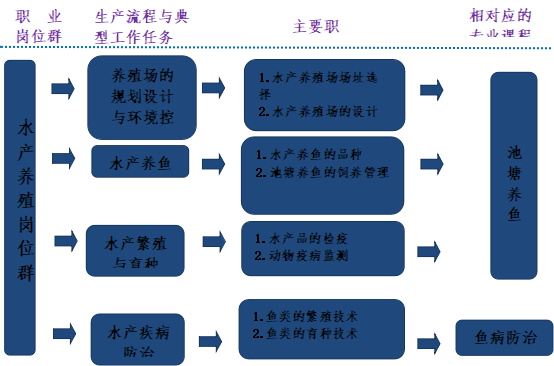 职 业
岗位群
生产流程与典
型工作任务
主要职
相对应的
专业课程
水产养殖岗位群
养殖场的
规划设计
与环境控
1.水产养殖场场址选
择
2.水产养殖场的设计
水产养鱼
1.水产养鱼的品种
2.池塘养鱼的饲养管理
池塘养鱼
水产繁殖
与育种
1.水产品的检疫
2.动物疫病监测
水产疾病
防治
1.鱼类的繁殖技术
2.鱼类的育种技术
鱼病防治